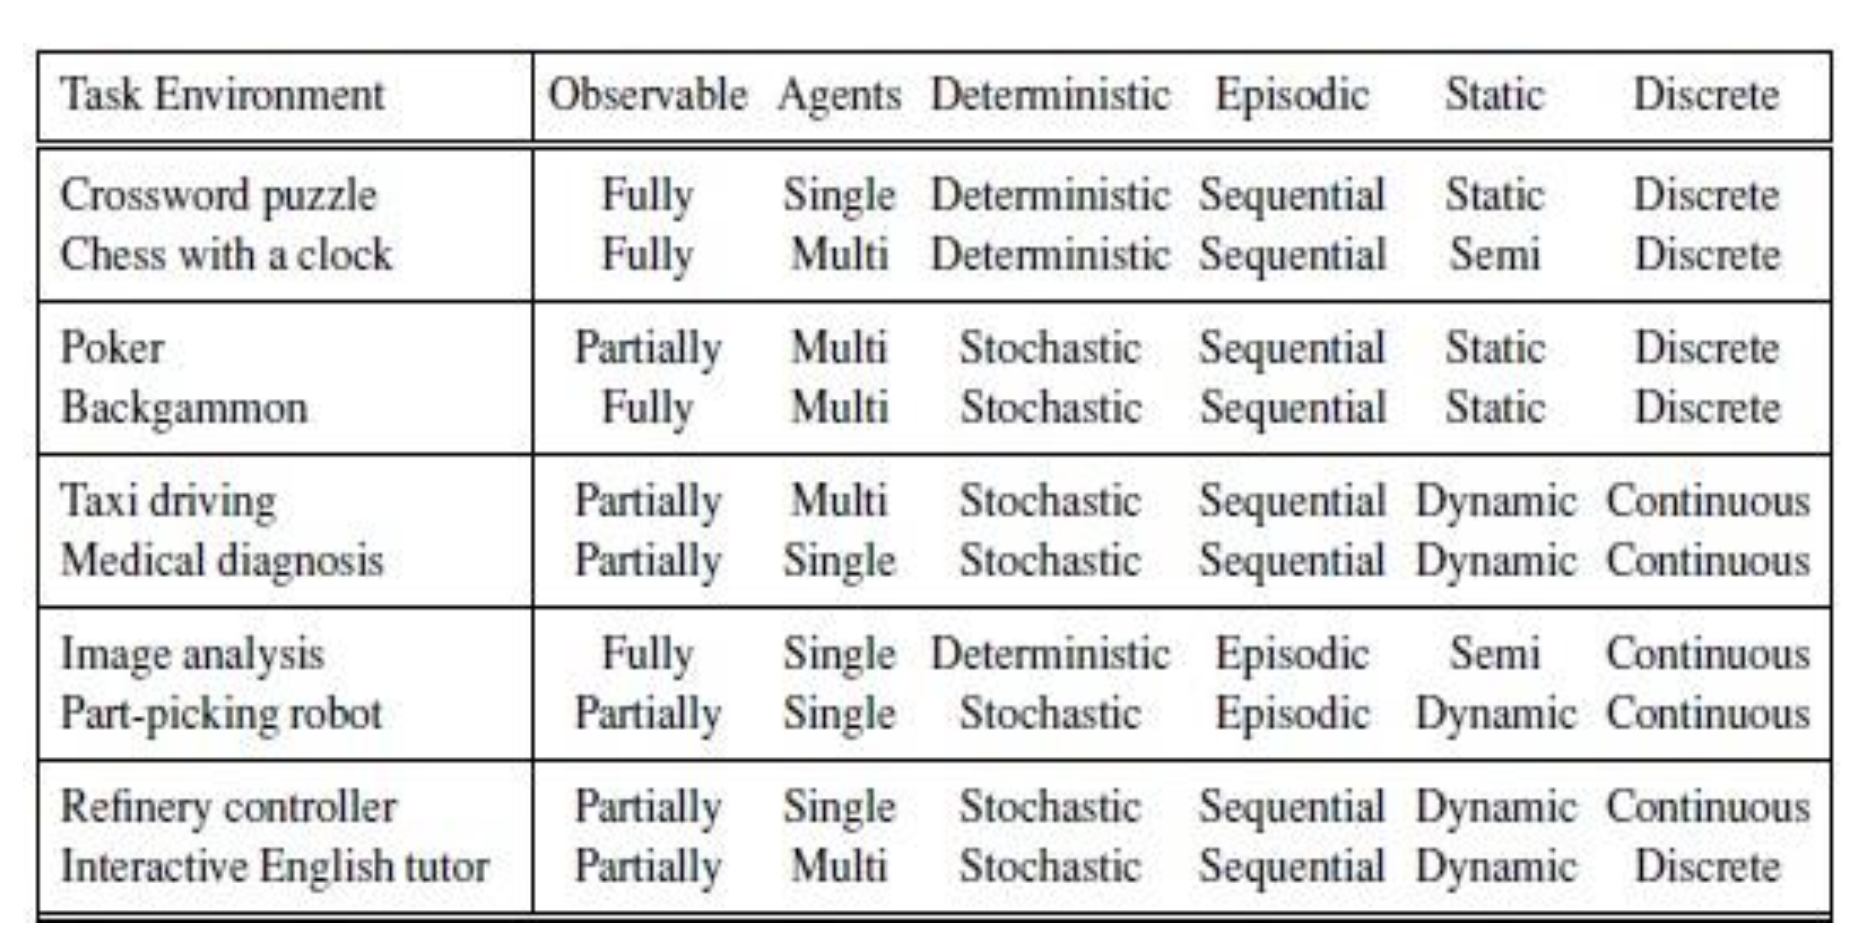 Task Environment Observable Agents Deterministic Episodic Static Discrete
Crossword puzzle Fully Single Deterministic Sequential Static Discrete
Chess with a clock Fully Multi Deterministic Sequential Semi Discrete
Poker Partially Multi Stochastic Sequential Static Discrete
Backgammon Fully Multi Stochastic Sequential Static Discrete
Taxi driving Partially Multi Stochastic Sequential Dynamic Continuous
Medical diagnosis Partially Single Stochastic Sequential Dynamic Continuous
Image analysis Fully Single Deterministic Episodic Semi Continuous
Part-picking robot Partially Single Stochastic Episodic Dynamic Continuous
Refinery controller Partially Single Stochastic Sequential Dynamic Continuous
Interactive English tutor Partially Multi Stochastic Sequential Dynamic Discrete